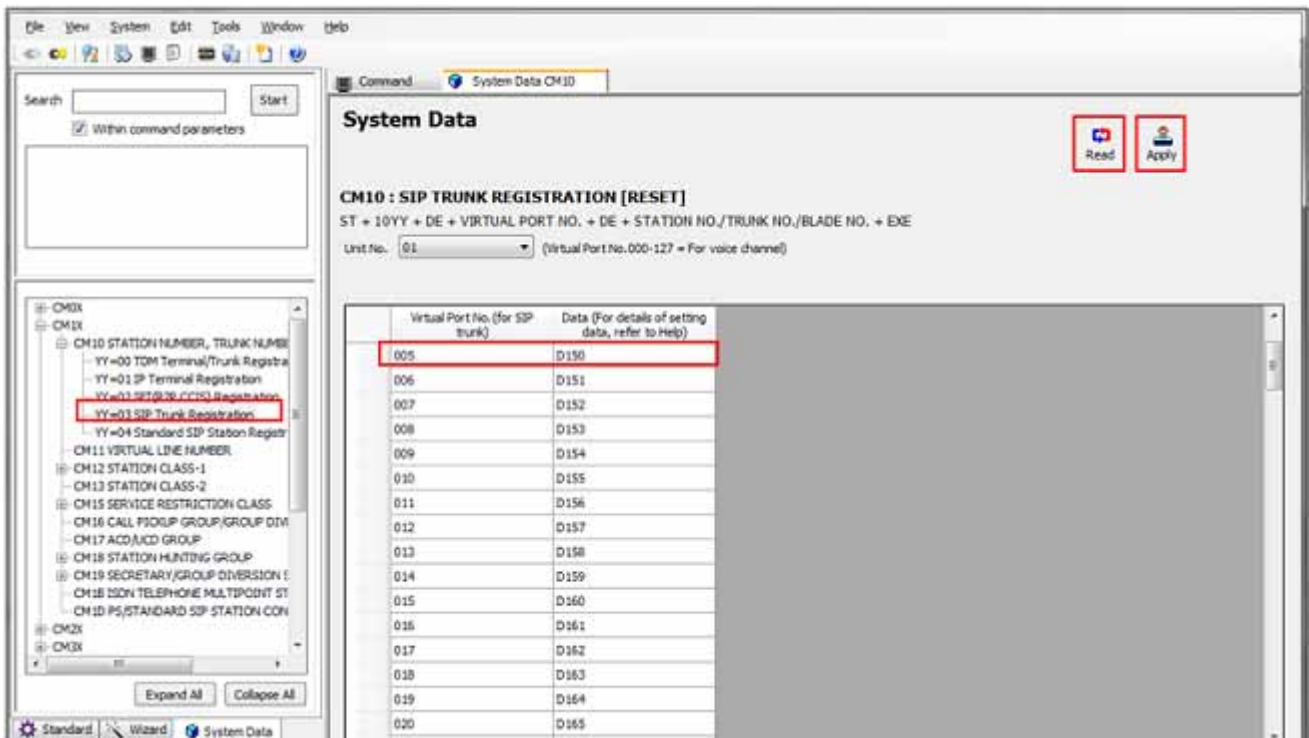 File View System Edit Tools Window Help
Command System Data CM10
Search Start
Within command parameters
System Data
Read Apply
CM10 : SIP TRUNK REGISTRATION [RESET]
ST + 10YY + DE + VIRTUAL PORT NO. + DE + STATION NO./TRUNK NO./BLADE NO. + EXE
Unit No. 01 (Virtual Port No.000-127 = For voice channel)
CM0X
CM1X
CM10 STATION NUMBER, TRUNK NUMBE
YY=00 TDM Terminal/Trunk Registra
YY=01 IP Terminal Registration
YY=02 (P2P CCIS) Registration
YY=03 SIP Trunk Registration
YY=04 Standard SIP Station Registr
CM11 VIRTUAL LINE NUMBER
CM12 STATION CLASS-1
CM13 STATION CLASS-2
CM15 SERVICE RESTRICTION CLASS
CM16 CALL PICKUP GROUP/GROUP DIV
CM17 ACD/UCD GROUP
CM18 STATION HUNTING GROUP
CM19 SECRETARY/GROUP DIVERSION S
CM1B ISDN TELEPHONE MULTIPOINT ST
CM1D PS/STANDARD SIP STATION CON
CM2X
CM3X
Expand All Collapse All
Standard Wizard System Data
Virtual Port No. (for SIP trunk)
Data (For details of setting data, refer to Help)
005 D150
006 D151
007 D152
008 D153
009 D154
010 D155
011 D156
012 D157
013 D158
014 D159
015 D160
016 D161
017 D162
018 D163
019 D164
020 D165